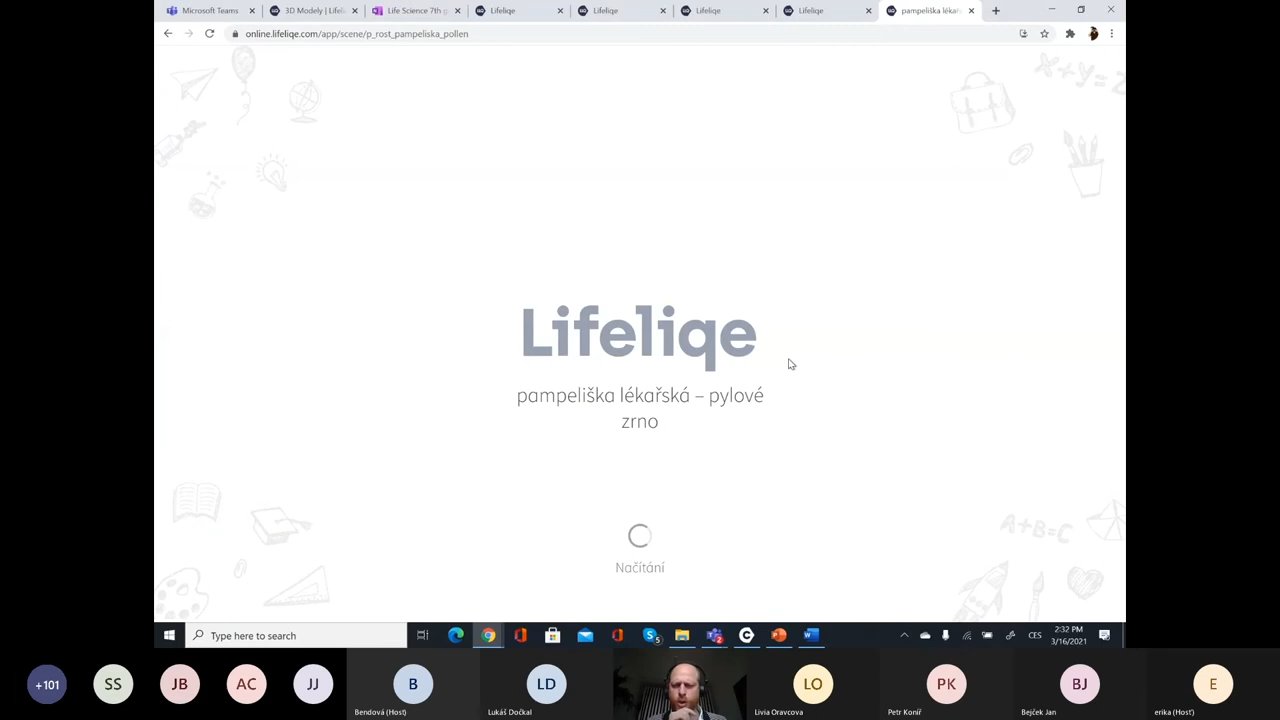 Microsoft Teams
3D Modely | Lifeli
Life Science 7th g
Lifeliqe
Lifeliqe
Lifeliqe
Lifeliqe
pampeliška lékař
online.lifeliqe.com/app/scene/p_rost_pampeliska_pollen
X+Y=Z
Lifeliqe
pampeliška lékařská – pylové
zrno
A+B=C
Načítání
Type here to search
CES
2:32 PM
3/16/2021
+101
SS
JB
AC
JJ
B
LD
LO
PK
BJ
E
Bendová (Host)
Lukáš Dočkal
Livia Oravcova
Petr Koníř
Bejček Jan
erika (Host)